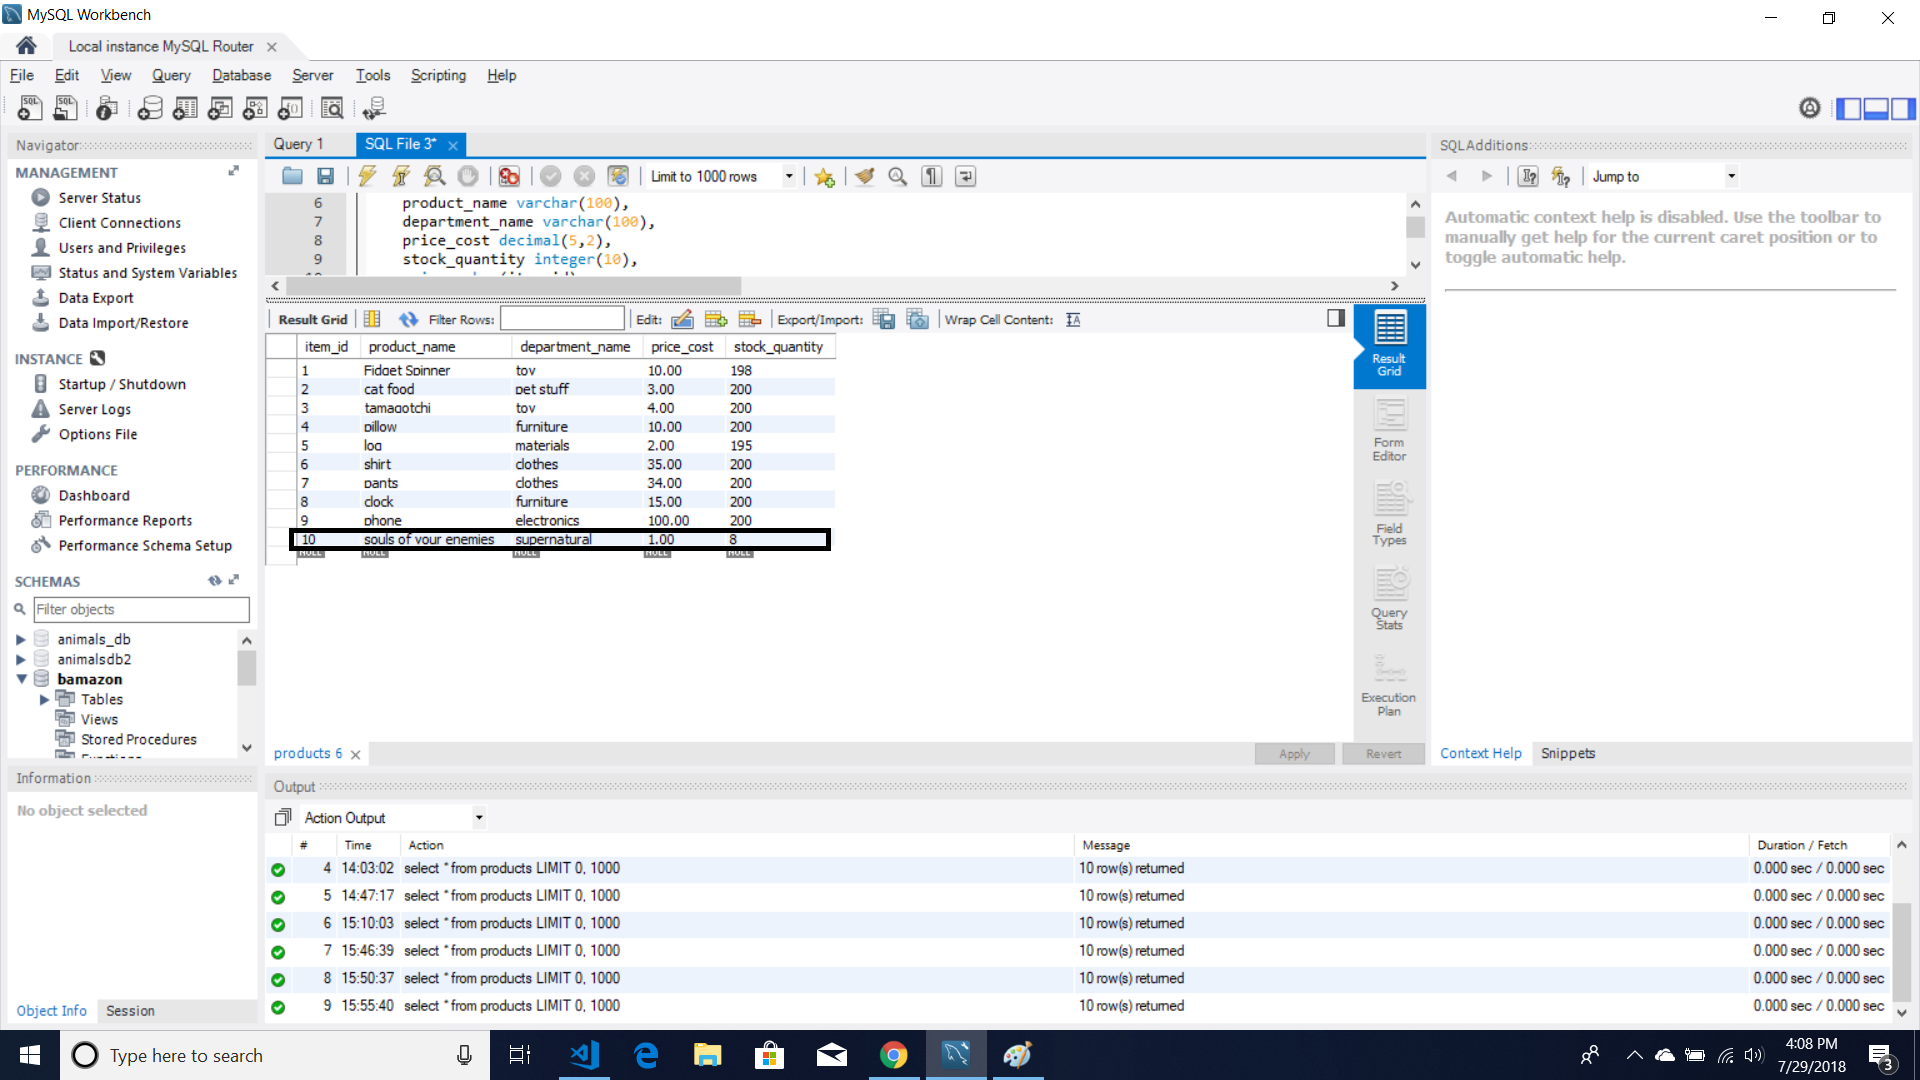 MySQL Workbench
Local instance MySQL Router
File Edit View Query Database Server Tools Scripting Help
Navigator
MANAGEMENT
Server Status
Client Connections
Users and Privileges
Status and System Variables
Data Export
Data Import/Restore
INSTANCE
Startup / Shutdown
Server Logs
Options File
PERFORMANCE
Dashboard
Performance Reports
Performance Schema Setup
SCHEMAS
Filter objects
animals_db
animalsdb2
bamazon
Tables
Views
Stored Procedures
Functions
Information
No object selected
Object Info Session
Query 1 SQL File 3*
Limit to 1000 rows
6 product_name varchar(100),
7 department_name varchar(100),
8 price_cost decimal(5,2),
9 stock_quantity integer(10),
Result Grid Filter Rows: Edit: Export/Import: Wrap Cell Content:
item_id product_name department_name price_cost stock_quantity
1 Fidget Spinner toy 10.00 198
2 cat food pet stuff 3.00 200
3 tamagotchi toy 4.00 200
4 pillow furniture 10.00 200
5 log materials 2.00 195
6 shirt clothes 35.00 200
7 pants clothes 34.00 200
8 clock furniture 15.00 200
9 phone electronics 100.00 200
10 souls of your enemies supernatural 1.00 8
NULL NULL NULL NULL NULL
Result Grid
Form Editor
Field Types
Query Stats
Execution Plan
products 6
Apply Revert
SQLAdditions
Jump to
Automatic context help is disabled. Use the toolbar to
manually get help for the current caret position or to
toggle automatic help.
Context Help Snippets
Output
Action Output
# Time Action Message Duration / Fetch
4 14:03:02 select * from products LIMIT 0, 1000 10 row(s) returned 0.000 sec / 0.000 sec
5 14:47:17 select * from products LIMIT 0, 1000 10 row(s) returned 0.000 sec / 0.000 sec
6 15:10:03 select * from products LIMIT 0, 1000 10 row(s) returned 0.000 sec / 0.000 sec
7 15:46:39 select * from products LIMIT 0, 1000 10 row(s) returned 0.000 sec / 0.000 sec
8 15:50:37 select * from products LIMIT 0, 1000 10 row(s) returned 0.000 sec / 0.000 sec
9 15:55:40 select * from products LIMIT 0, 1000 10 row(s) returned 0.000 sec / 0.000 sec
Type here to search
4:08 PM
7/29/2018
3